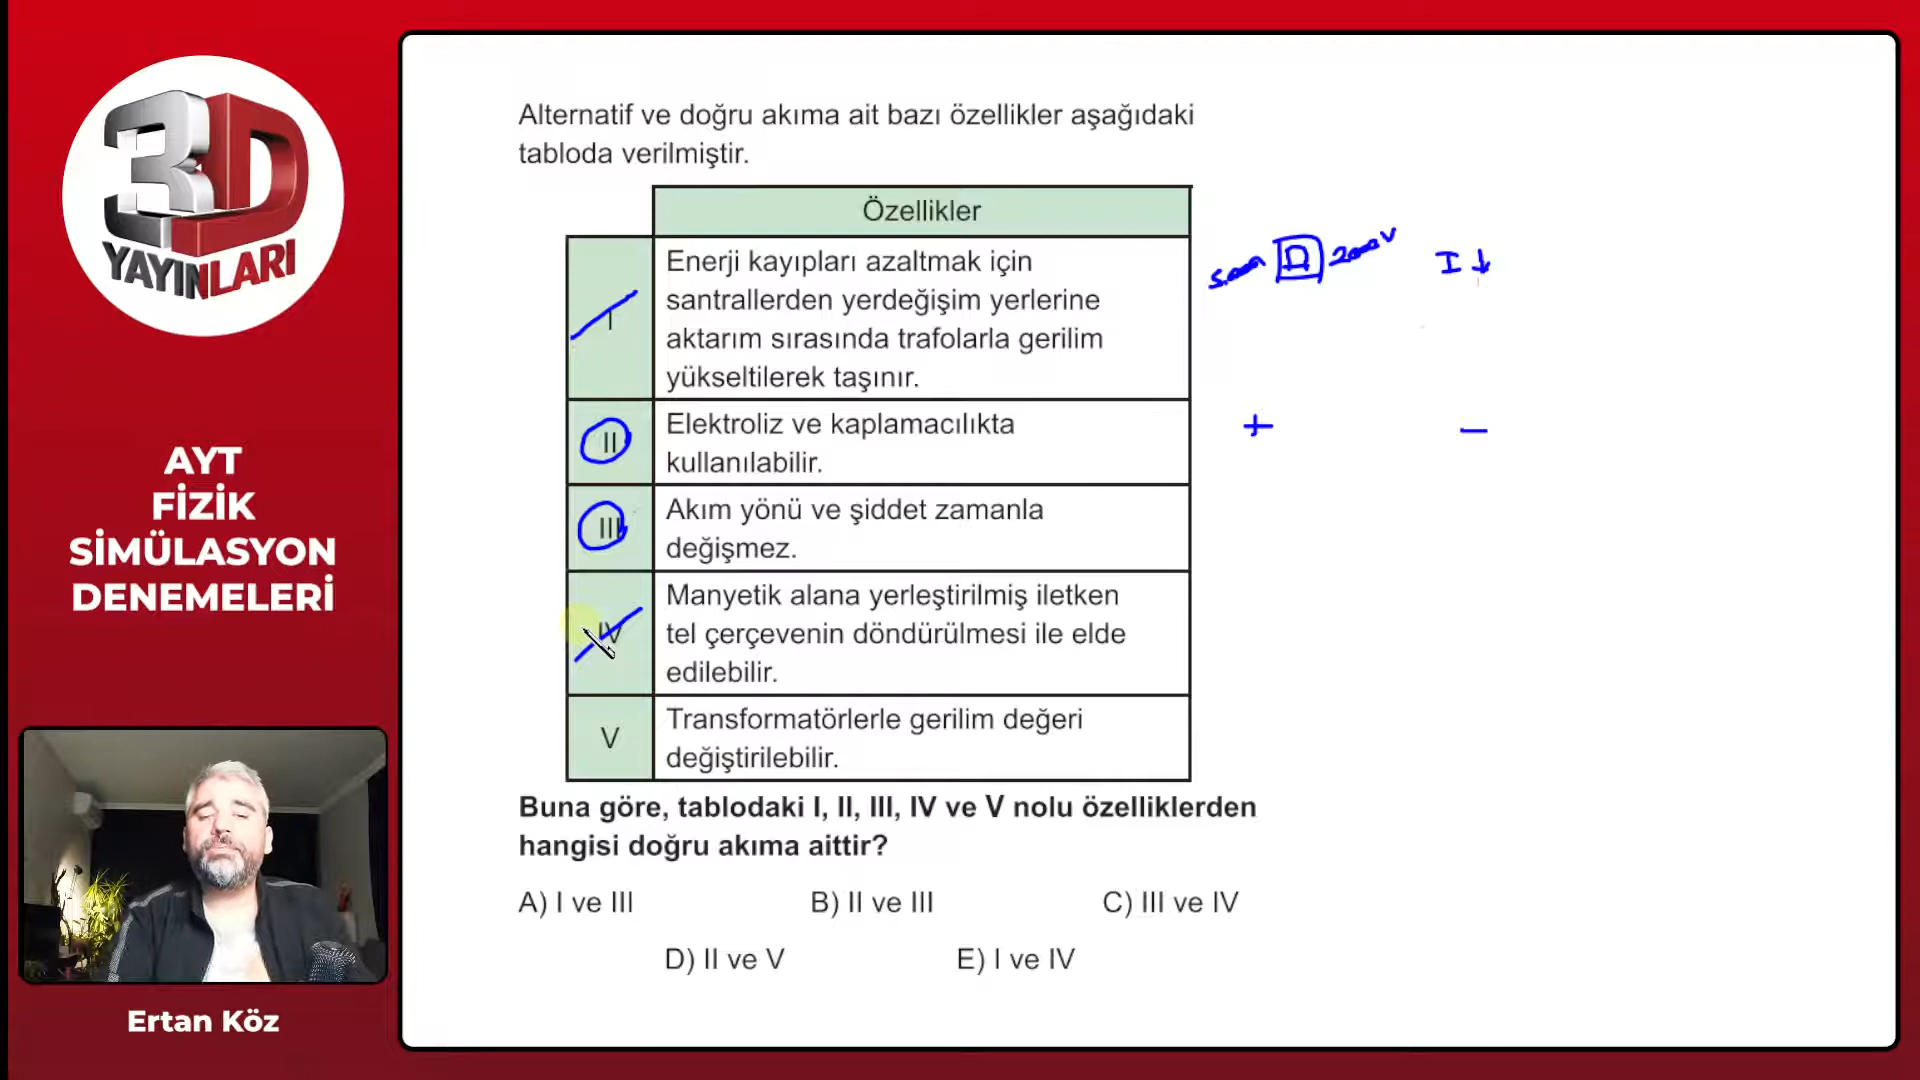 3D
YAYINLARI
AYT
FİZİK
SİMÜLASYON
DENEMELERİ
Ertan Köz
Alternatif ve doğru akıma ait bazı özellikler aşağıdaki
tabloda verilmiştir.
Özellikler
I
Enerji kayıpları azaltmak için
santrallerden yerdeğişim yerlerine
aktarım sırasında trafolarla gerilim
yükseltilerek taşınır.
II
Elektroliz ve kaplamacılıkta
kullanılabilir.
III
Akım yönü ve şiddet zamanla
değişmez.
IV
Manyetik alana yerleştirilmiş iletken
tel çerçevenin döndürülmesi ile elde
edilebilir.
V
Transformatörlerle gerilim değeri
değiştirilebilir.
I ↓
+ −
Buna göre, tablodaki I, II, III, IV ve V nolu özelliklerden
hangisi doğru akıma aittir?
A) I ve III B) II ve III C) III ve IV
D) II ve V E) I ve IV